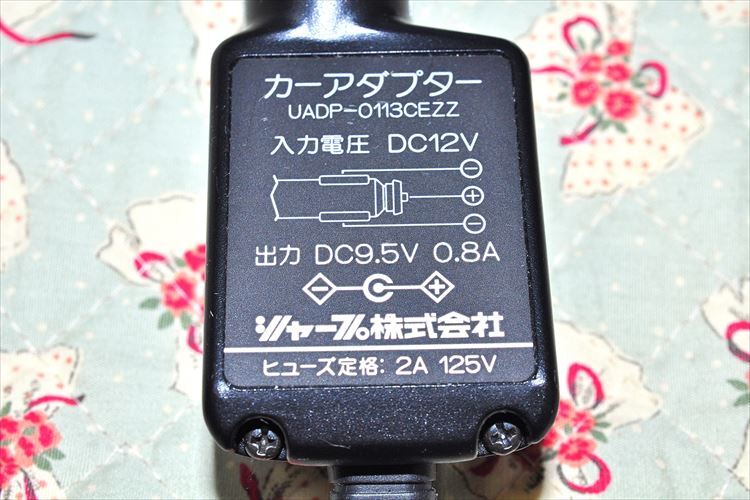 カーアダプター
UADP-0113CEZZ
入力電圧 DC12V
出力 DC9.5V 0.8A
シャープ株式会社
ヒューズ定格: 2A 125V